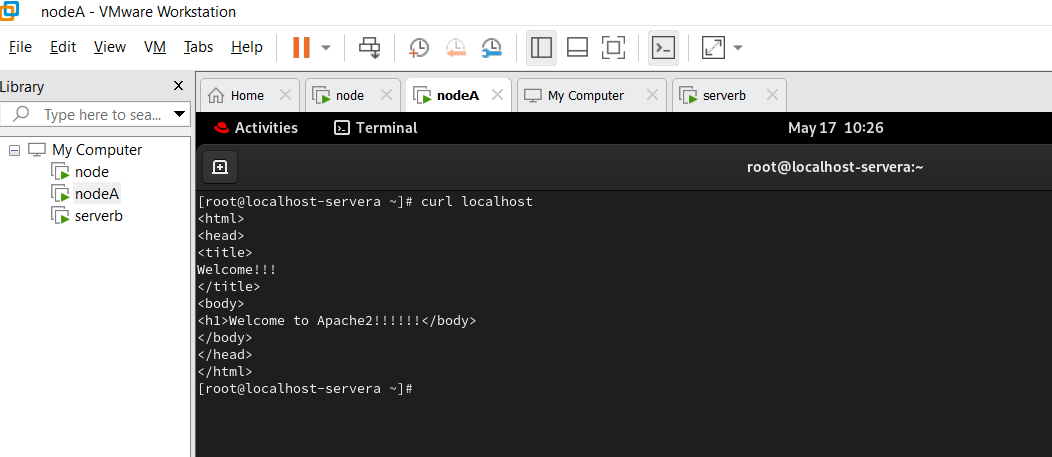 nodeA - VMware Workstation
File Edit View VM Tabs Help
Library
Type here to sea...
My Computer
node
nodeA
serverb
Home node nodeA My Computer serverb
Activities Terminal May 17 10:26
root@localhost-servera:~
[root@localhost-servera ~]# curl localhost
<html>
<head>
<title>
Welcome!!!
</title>
<body>
<h1>Welcome to Apache2!!!!!!</body>
</body>
</head>
</html>
[root@localhost-servera ~]#